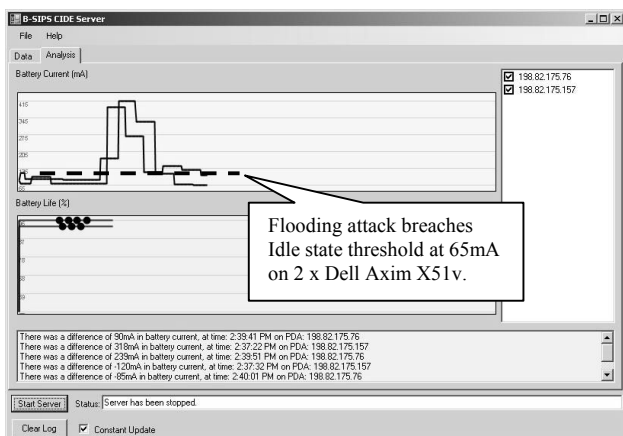 B-SIPS CIDE Server
File Help
Data Analysis
Battery Current (mA)
415
345
275
205
Battery Life (%)
Flooding attack breaches
Idle state threshold at 65mA
on 2 x Dell Axim X51v.
198.82.175.76
198.82.175.157
There was a difference of 90mA in battery current, at time: 2:39:41 PM on PDA: 198.82.175.76
There was a difference of 318mA in battery current, at time: 2:37:22 PM on PDA: 198.82.175.157
There was a difference of 239mA in battery current, at time: 2:39:51 PM on PDA: 198.82.175.76
There was a difference of -120mA in battery current, at time: 2:37:32 PM on PDA: 198.82.175.157
There was a difference of -85mA in battery current, at time: 2:40:01 PM on PDA: 198.82.175.76
Start Server Status: Server has been stopped.
Clear Log Constant Update